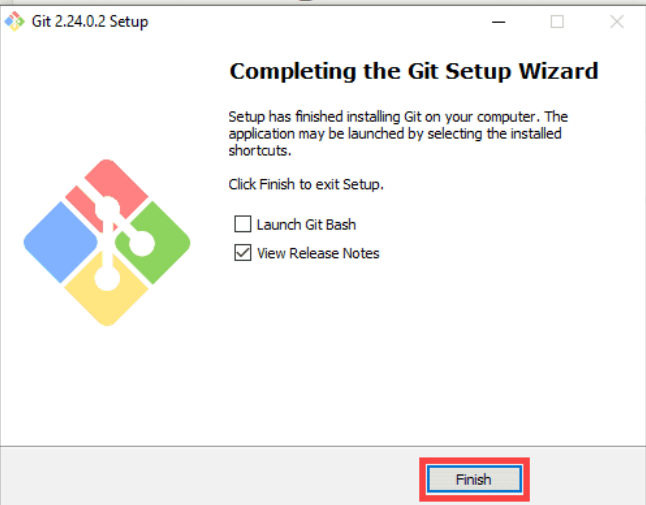 Git 2.24.0.2 Setup
Completing the Git Setup Wizard
Setup has finished installing Git on your computer. The
application may be launched by selecting the installed
shortcuts.
Click Finish to exit Setup.
Launch Git Bash
View Release Notes
Finish